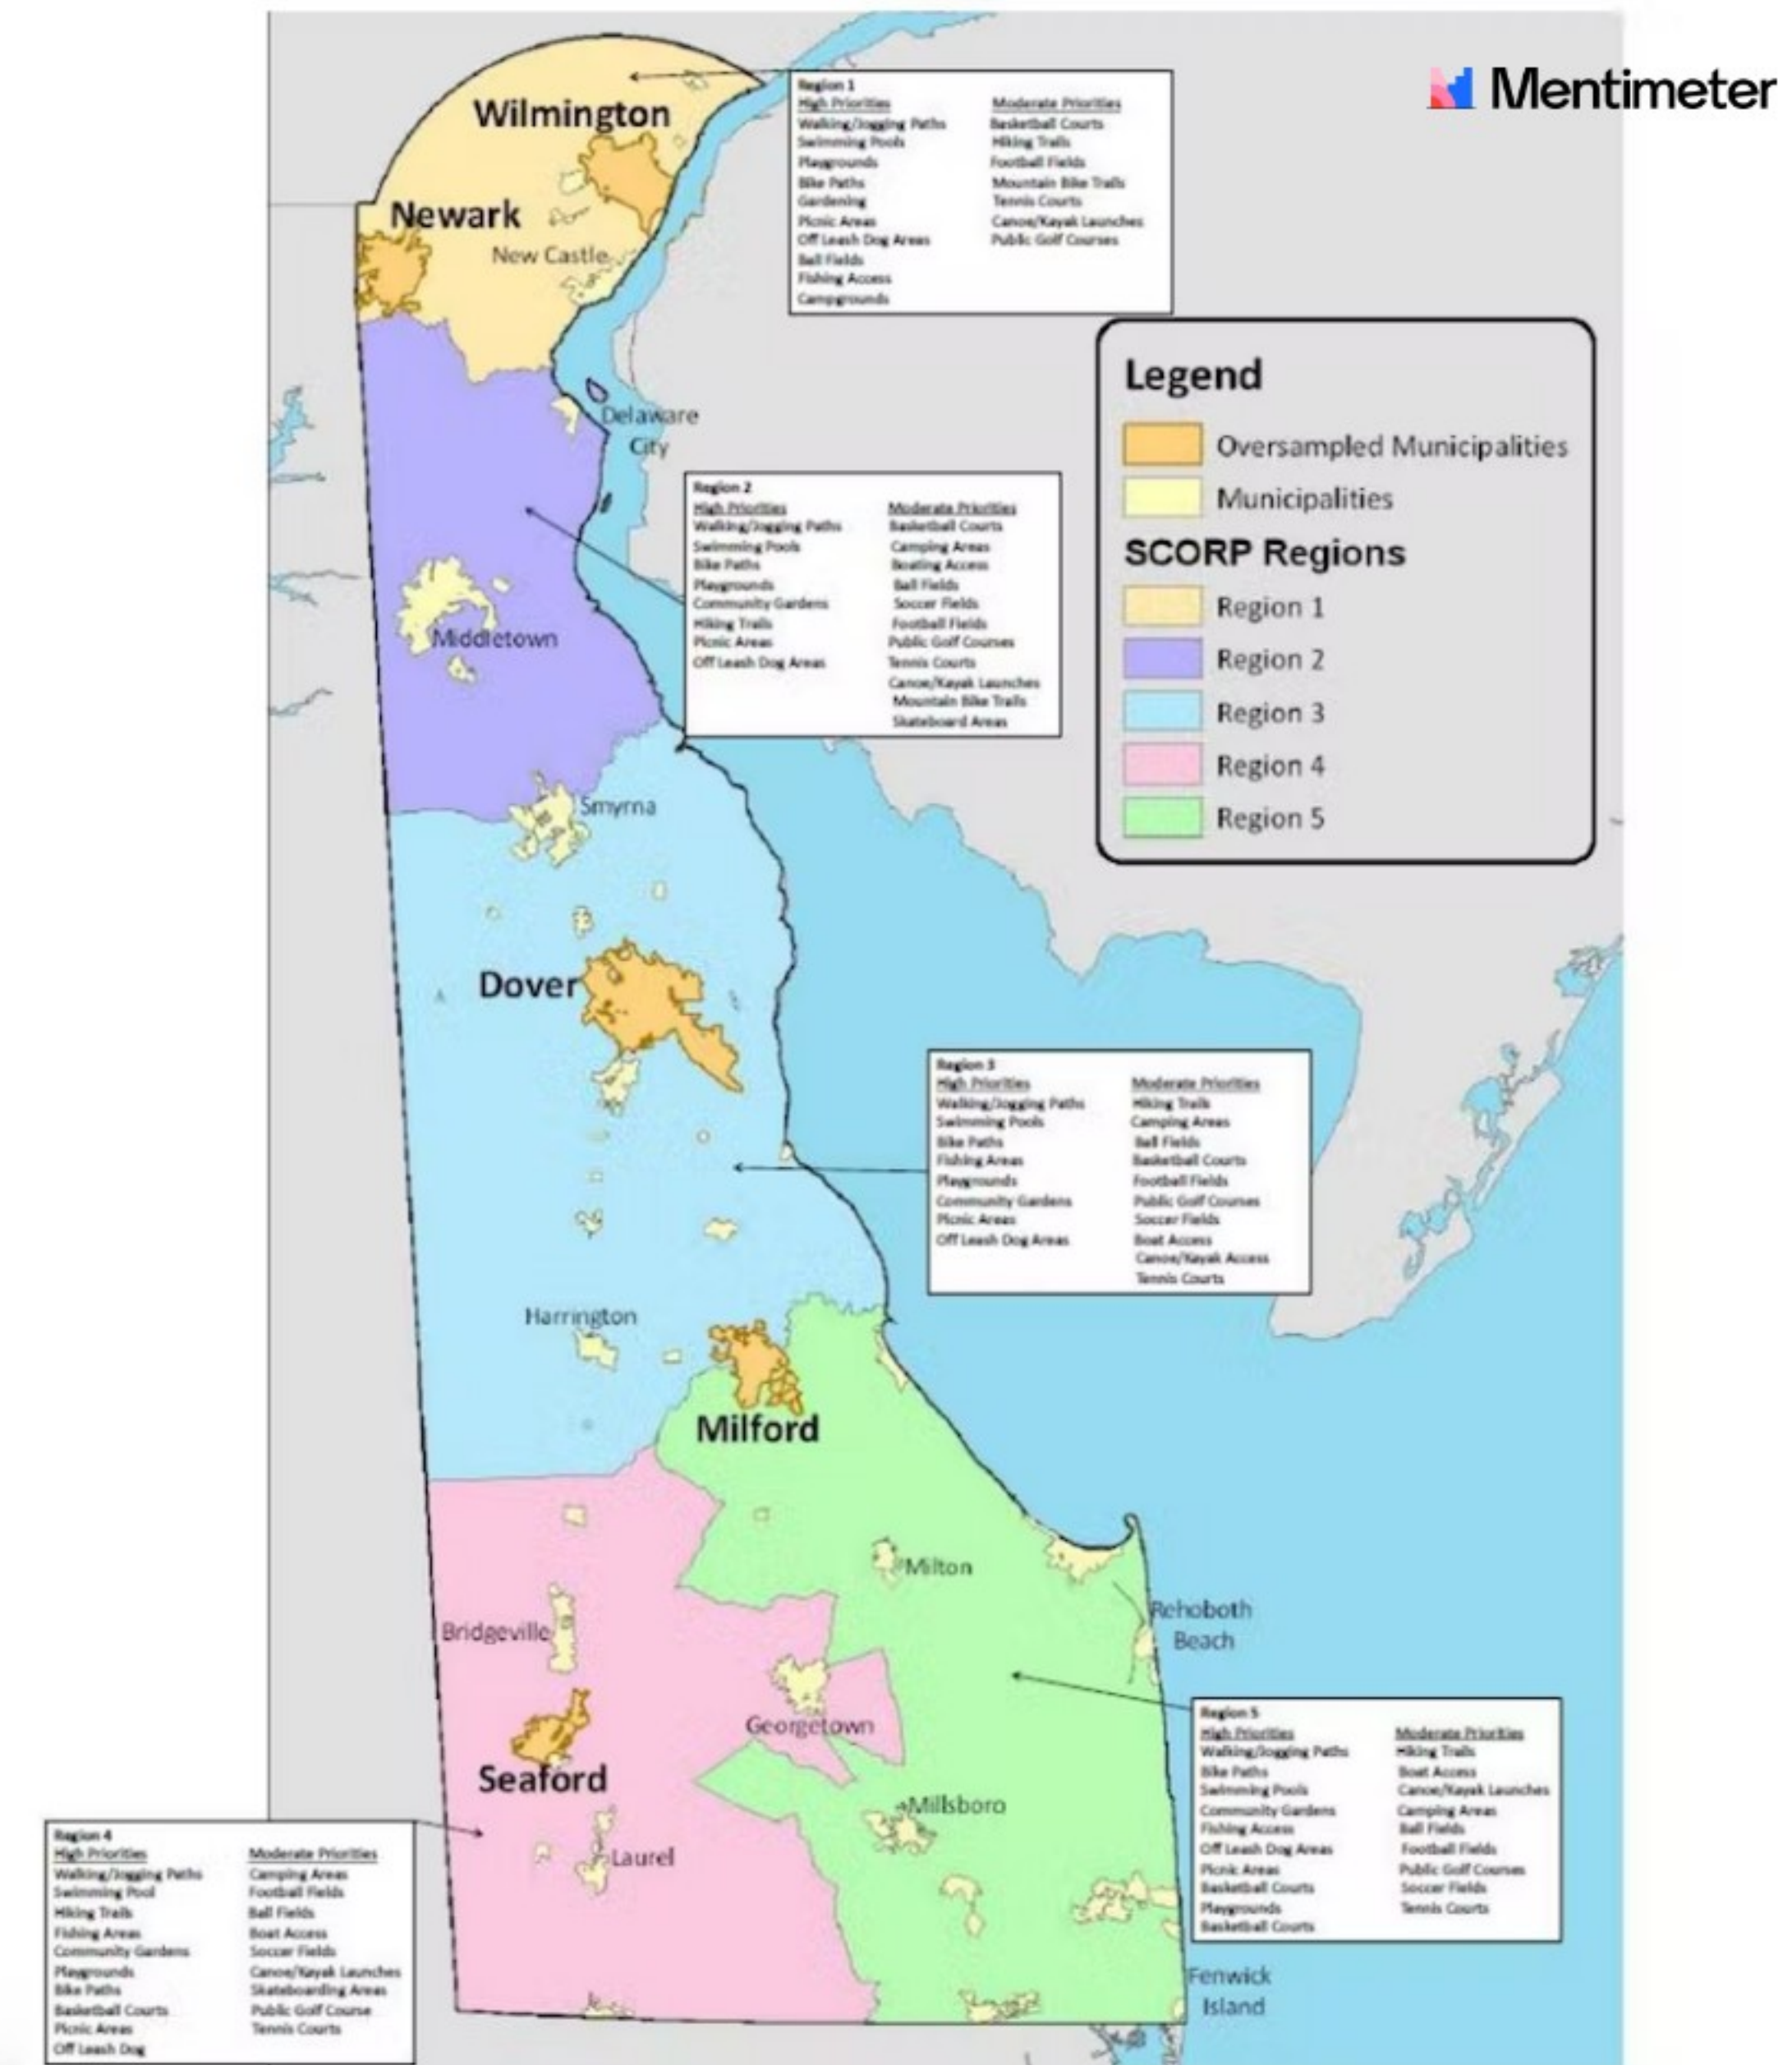 Mentimeter
Wilmington
Newark
New Castle
Region 1
High Priorities
Walking/Jogging Paths
Swimming Pools
Playgrounds
Bike Paths
Gardening
Picnic Areas
Off Leash Dog Areas
Ball Fields
Fishing Access
Campgrounds
Moderate Priorities
Basketball Courts
Hiking Trails
Football Fields
Mountain Bike Trails
Tennis Courts
Canoe/Kayak Launches
Public Golf Courses
Legend
Oversampled Municipalities
Municipalities
SCORP Regions
Region 1
Region 2
Region 3
Region 4
Region 5
Delaware
City
Middletown
Region 2
High Priorities
Walking/Jogging Paths
Swimming Pools
Bike Paths
Playgrounds
Community Gardens
Hiking Trails
Picnic Areas
Off Leash Dog Areas
Moderate Priorities
Basketball Courts
Camping Areas
Boating Access
Ball Fields
Soccer Fields
Football Fields
Public Golf Courses
Tennis Courts
Canoe/Kayak Launches
Mountain Bike Trails
Skateboard Areas
Smyrna
Dover
Region 3
High Priorities
Walking/Jogging Paths
Swimming Pools
Bike Paths
Fishing Areas
Playgrounds
Community Gardens
Picnic Areas
Off Leash Dog Areas
Moderate Priorities
Hiking Trails
Camping Areas
Ball Fields
Basketball Courts
Football Fields
Public Golf Courses
Soccer Fields
Boat Access
Canoe/Kayak Access
Tennis Courts
Harrington
Milford
Milton
Rehoboth
Beach
Bridgeville
Georgetown
Seaford
Millsboro
Laurel
Region 5
High Priorities
Walking/Jogging Paths
Bike Paths
Swimming Pools
Community Gardens
Fishing Access
Off Leash Dog Areas
Picnic Areas
Basketball Courts
Playgrounds
Basketball Courts
Moderate Priorities
Hiking Trails
Boat Access
Canoe/Kayak Launches
Camping Areas
Ball Fields
Football Fields
Public Golf Courses
Soccer Fields
Tennis Courts
Region 4
High Priorities
Walking/Jogging Paths
Swimming Pool
Hiking Trails
Fishing Areas
Community Gardens
Playgrounds
Bike Paths
Basketball Courts
Picnic Areas
Off Leash Dog
Moderate Priorities
Camping Areas
Football Fields
Ball Fields
Boat Access
Soccer Fields
Canoe/Kayak Launches
Skateboarding Areas
Public Golf Course
Tennis Courts
Fenwick
Island